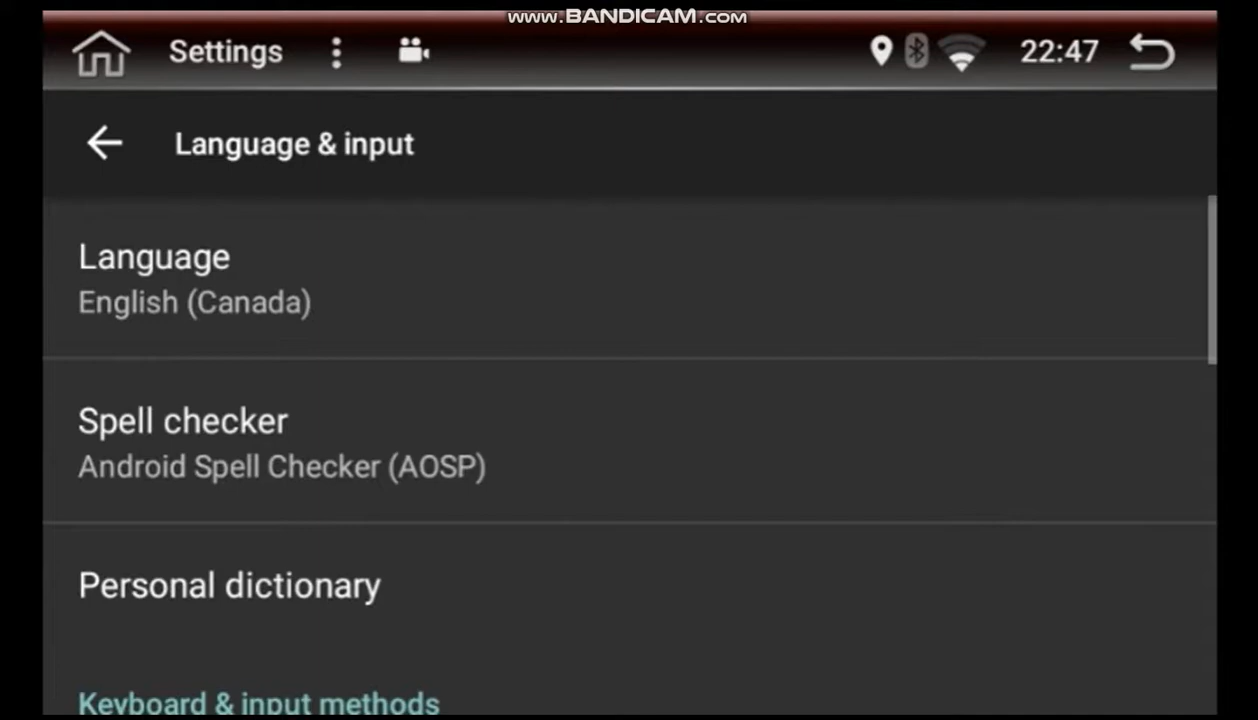 www.BANDICAM.com
Settings
22:47
Language & input
Language
English (Canada)
Spell checker
Android Spell Checker (AOSP)
Personal dictionary
Keyboard & input methods